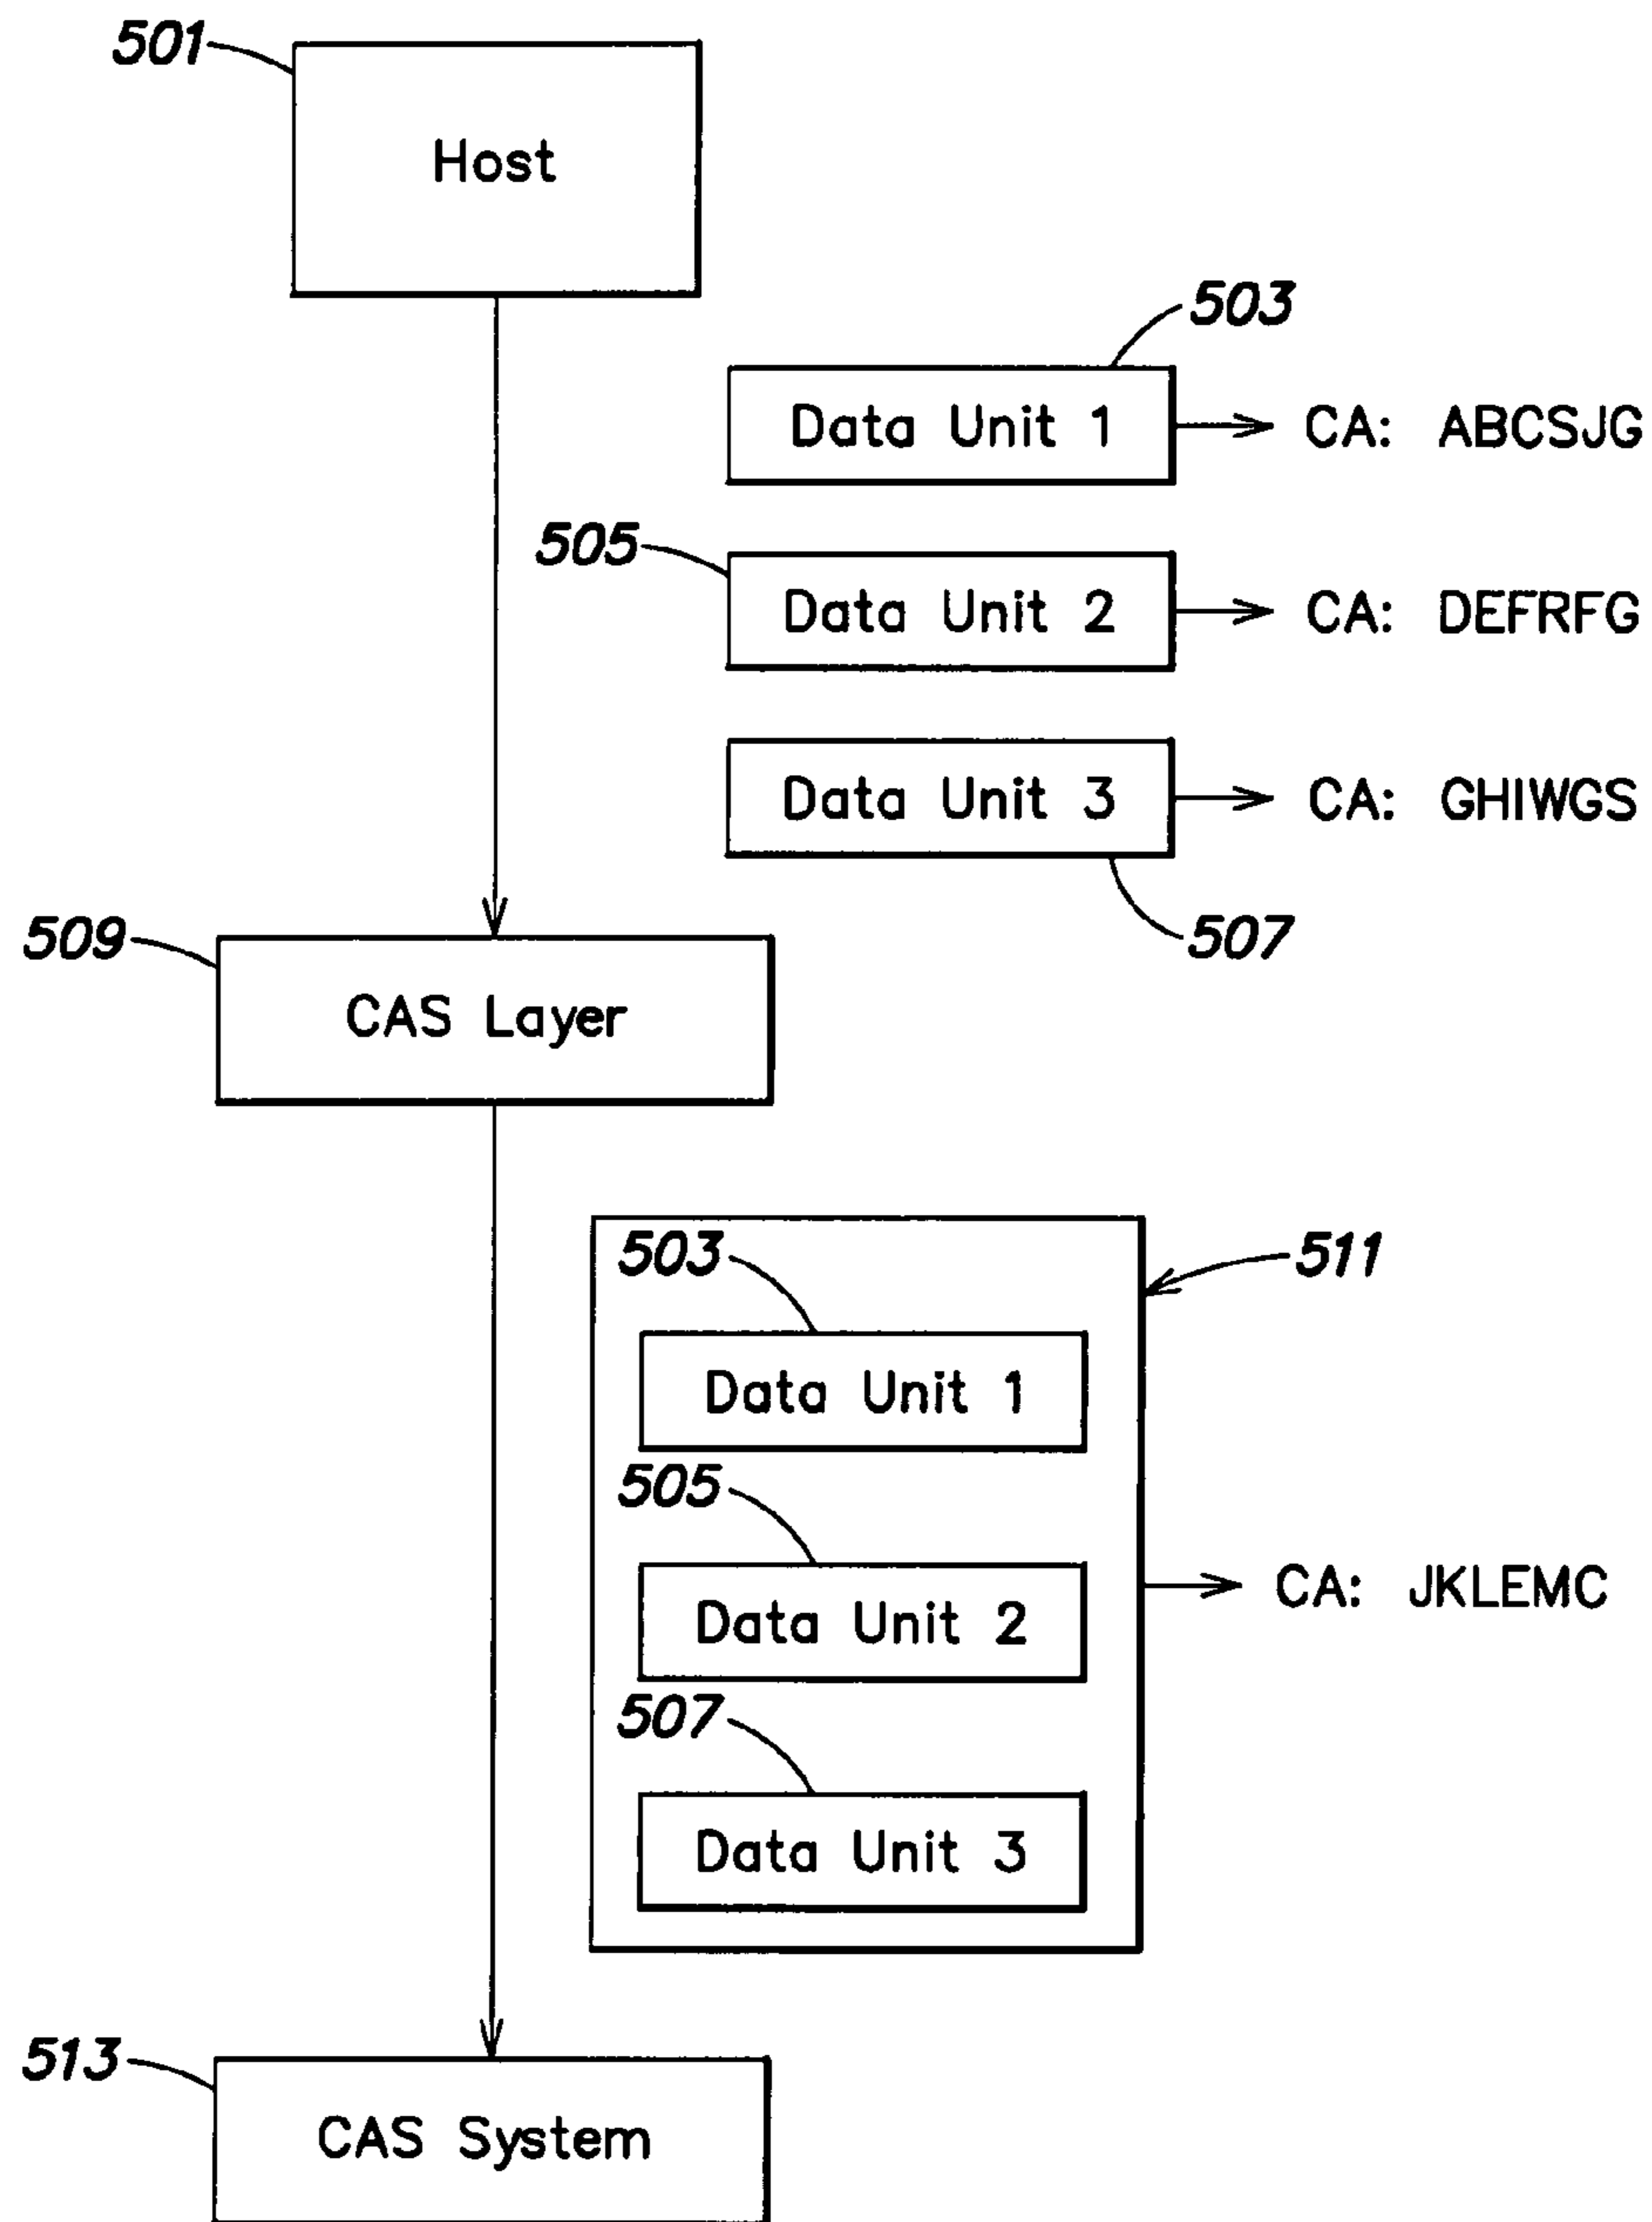 501
Host
503
Data Unit 1
CA: ABCSJG
505
Data Unit 2
CA: DEFRFG
Data Unit 3
CA: GHIWGS
507
509
CAS Layer
503
511
Data Unit 1
505
Data Unit 2
CA: JKLEMC
507
Data Unit 3
513
CAS System